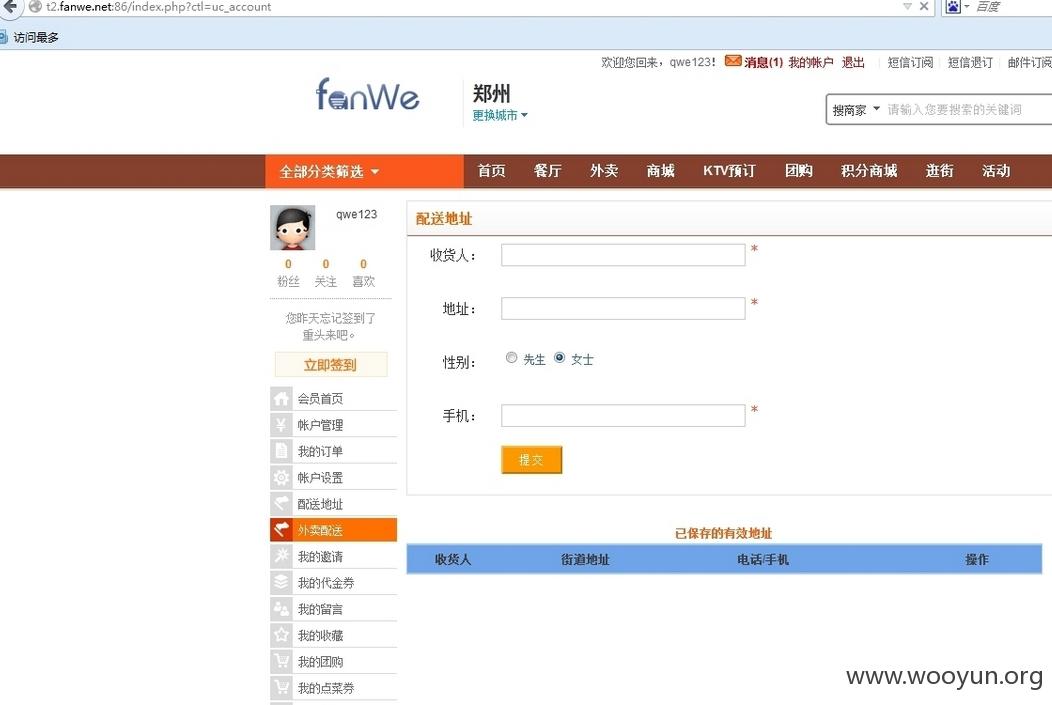 t2.fanwe.net:86/index.php?ctl=uc_account
百度
访问最多
欢迎您回来，qwe123! 消息(1) 我的帐户 退出 短信订阅 短信退订 邮件订阅
fanWe
郑州
更换城市
搜商家 请输入您要搜索的关键词
全部分类筛选 首页 餐厅 外卖 商城 KTV预订 团购 积分商城 逛街 活动
qwe123
0 0 0
粉丝 关注 喜欢
您昨天忘记签到了
重头来吧。
立即签到
会员首页
帐户管理
我的订单
帐户设置
配送地址
外卖配送
我的邀请
我的代金券
我的留言
我的收藏
我的团购
我的点菜券
配送地址
收货人： *
地址： *
性别： 先生 女士
手机： *
提交
已保存的有效地址
收货人 街道地址 电话/手机 操作
www.wooyun.org